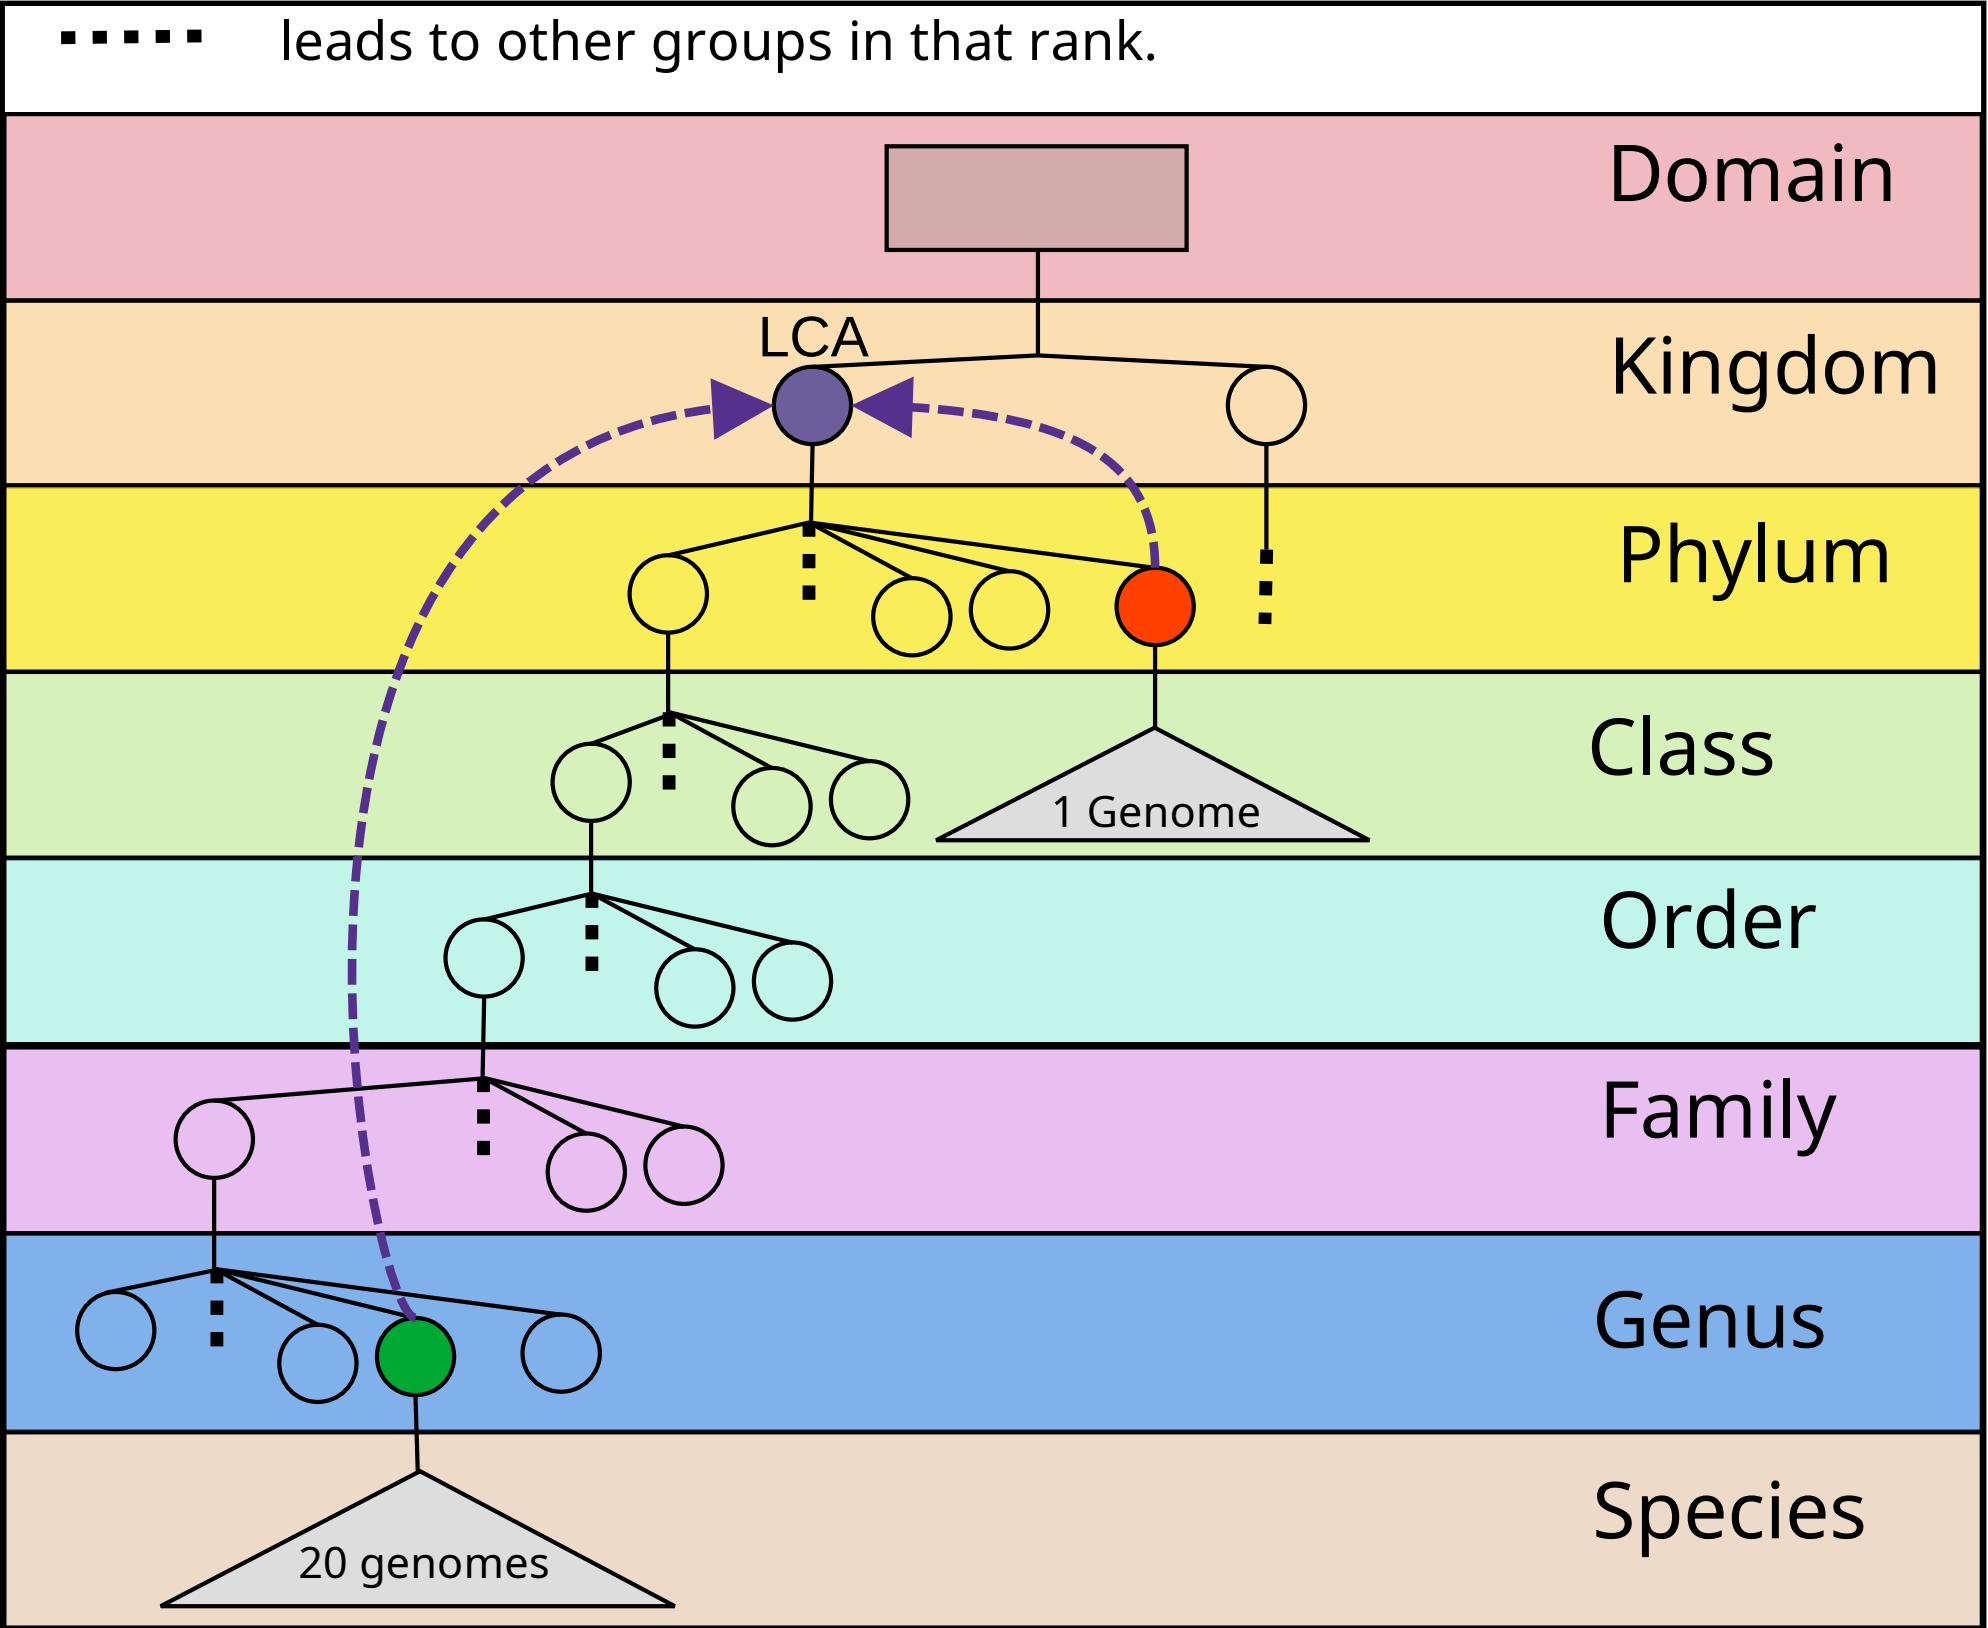 leads to other groups in that rank.
Domain
LCA
Kingdom
Phylum
Class
1 Genome
Order
Family
Genus
Species
20 genomes